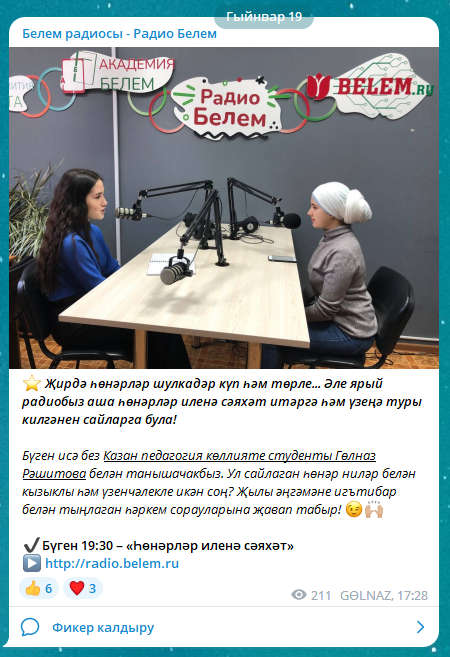 Гыйнвар 19
Белем радиосы - Радио Белем
АКАДЕМИЯ
БЕЛЕМ
Радио
Белем
BELEM.RU
⭐ Җирдә һөнәрләр шулкадәр күп һәм төрле... Әле ярый
радиобыз аша һөнәрләр иленә сәяхәт итәргә һәм үзеңә туры
килгәнен сайларга була!
Бүген исә без Казан педагогия көллияте студенты Гөлназ
Рәшитова белән танышачакбыз. Ул сайлаган һөнәр ниләр белән
кызыклы һәм үзенчәлекле икән соң? Җылы әңгәмәне игътибар
белән тыңлаган һәркем сорауларына җавап табыр! 😉🙌🏼
✔️Бүген 19:30 – «Һөнәрләр иленә сәяхәт»
▶️ http://radio.belem.ru
👍 6 ❤️ 3
211 GƏLNAZ, 17:28
Фикер калдыру